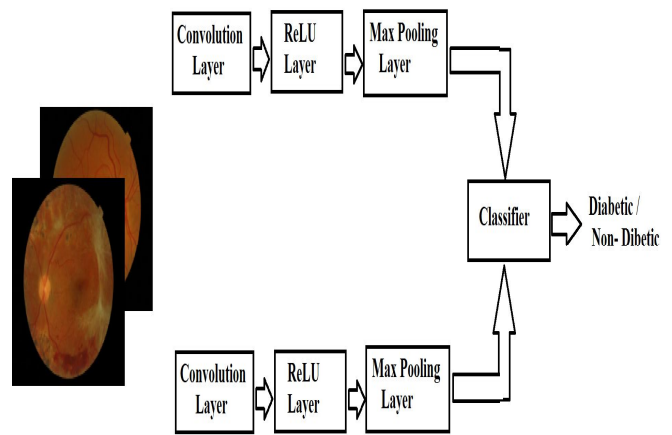 Convolution
Layer
ReLU
Layer
Max Pooling
Layer
Classifier
Diabetic /
Non- Dibetic
Convolution
Layer
ReLU
Layer
Max Pooling
Layer